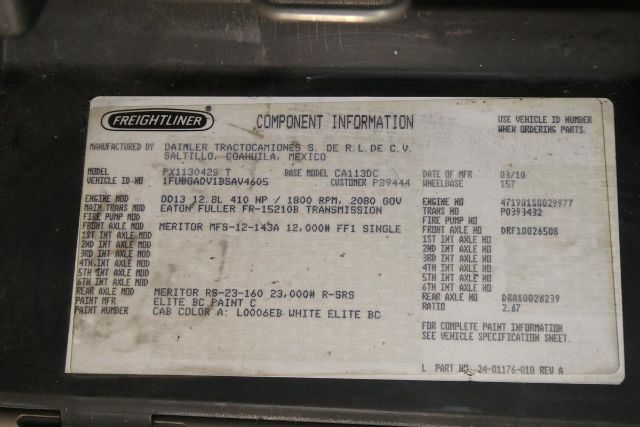 FREIGHTLINER®
COMPONENT INFORMATION
USE VEHICLE ID NUMBER
WHEN ORDERING PARTS.
MANUFACTURED BY DAIMLER TRACTOCAMIONES S. DE R.L.DE C.V.
SALTILLO, COAHUILA, MEXICO
MODEL PX113042S T BASE MODEL CA113DC DATE OF MFR 03/10
VEHICLE ID NO 1FUBGADV1BSAV4605 CUSTOMER P39444 WHEELBASE 157
ENGINE MOD DD13 12.8L 410 HP / 1800 RPM, 2080 GOV ENGINE NO 471901S0029977
MAIN TRANS MOD EATON FULLER FR-15210B TRANSMISSION TRANS NO P0393432
FIRE PUMP MOD FIRE PUMP NO
FRONT AXLE MOD MERITOR MFS-12-143A 12,000# FF1 SINGLE FRONT AXLE NO DRF10026508
1ST INT AXLE MOD 1ST INT AXLE NO
2ND INT AXLE MOD 2ND INT AXLE NO
3RD INT AXLE MOD 3RD INT AXLE NO
4TH INT AXLE MOD 4TH INT AXLE NO
5TH INT AXLE MOD 5TH INT AXLE NO
6TH INT AXLE MOD 6TH INT AXLE NO
REAR AXLE MOD MERITOR RS-23-160 23,000# R-SRS REAR AXLE NO DRA10026239
PAINT MFR ELITE BC PAINT C RATIO 2.67
PAINT NUMBER CAB COLOR A: L0006EB WHITE ELITE BC
FOR COMPLETE PAINT INFORMATION
SEE VEHICLE SPECIFICATION SHEET.
L PART NO. 24-01176-010 REV A